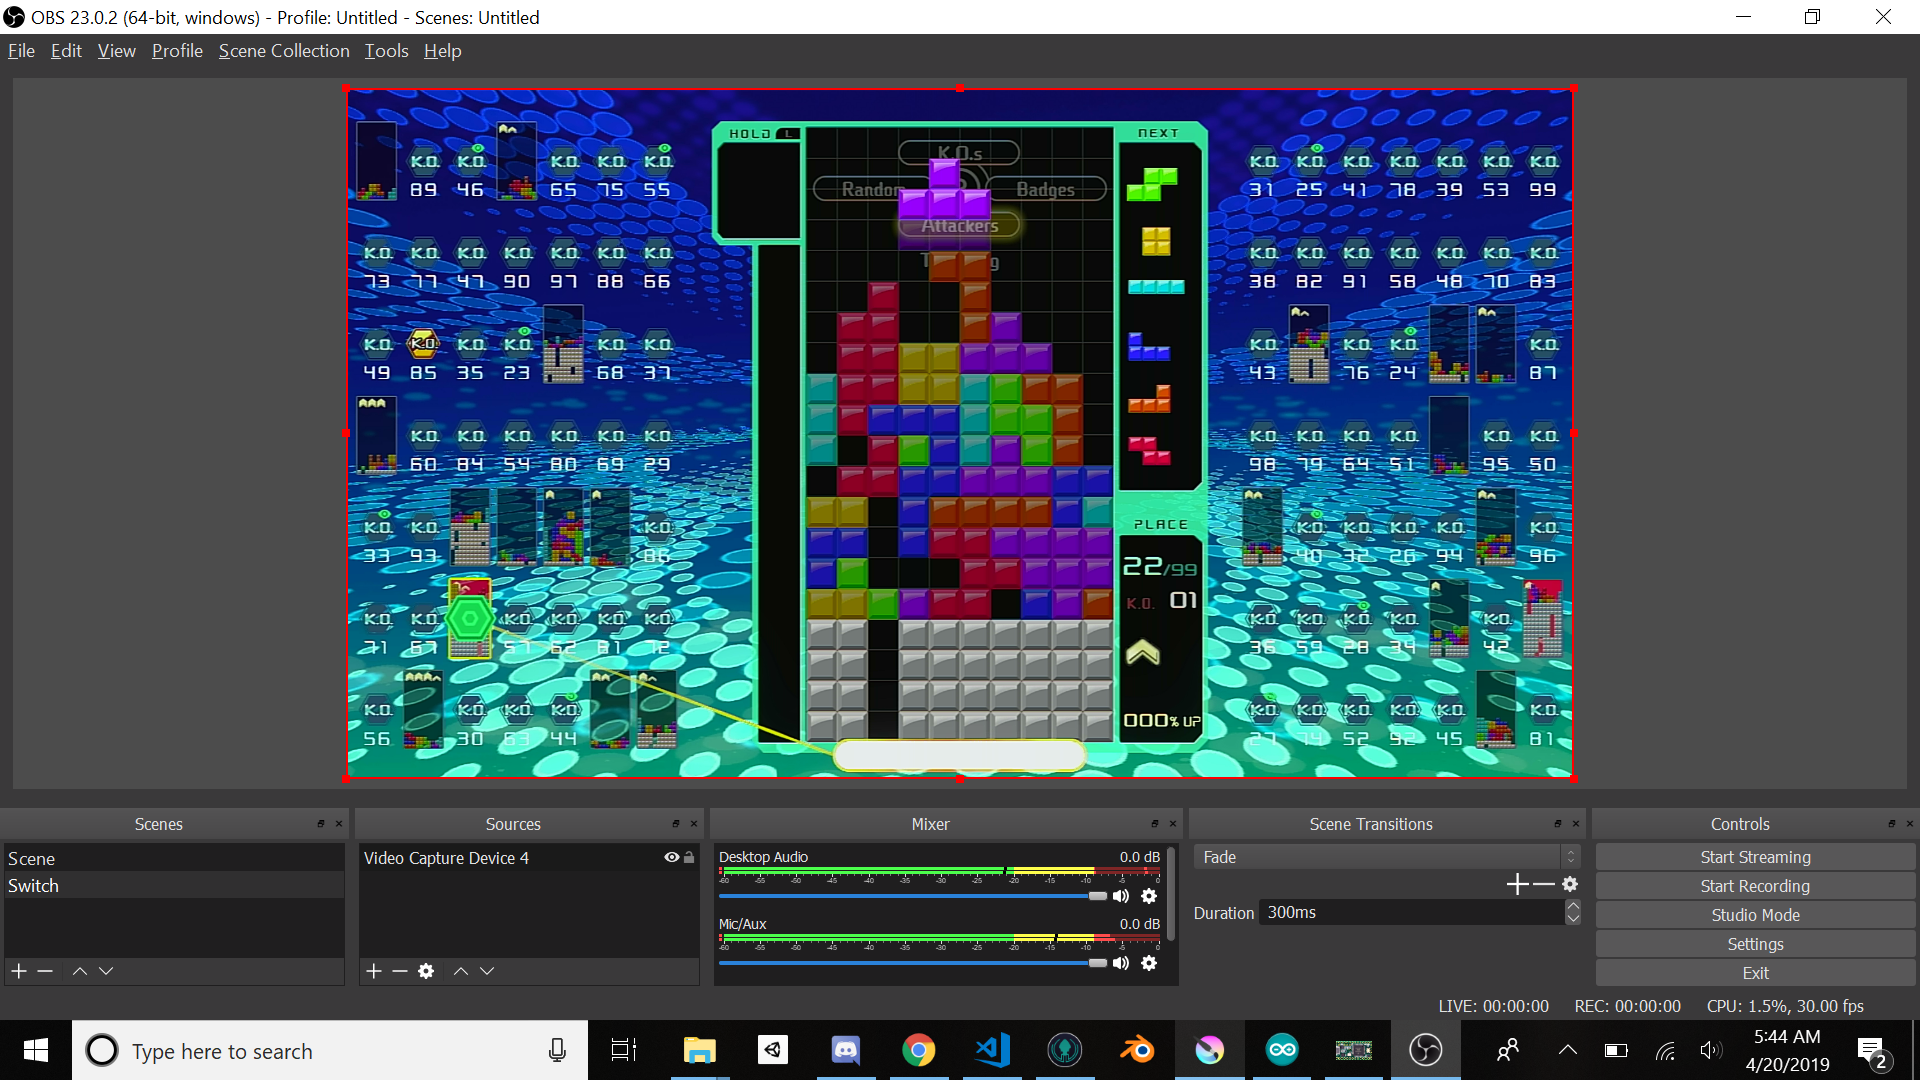 OBS 23.0.2 (64-bit, windows) - Profile: Untitled - Scenes: Untitled
File Edit View Profile Scene Collection Tools Help
HOLD L
NEXT
K.O.s
Random
Badges
Attackers
K.O. K.O. K.O. K.O. K.O.
89 46 65 75 55
K.O. K.O. K.O. K.O. K.O. K.O. K.O.
31 25 41 78 39 53 99
K.O. K.O. K.O. K.O. K.O. K.O. K.O.
73 77 47 90 97 88 66
K.O. K.O. K.O. K.O. K.O. K.O. K.O.
38 82 91 58 48 70 83
K.O. K.O. K.O. K.O. K.O. K.O.
49 85 35 23 68 37
K.O. K.O. K.O. K.O.
43 76 24 87
K.O. K.O. K.O. K.O. K.O. K.O.
60 84 54 80 69 29
K.O. K.O. K.O. K.O. K.O. K.O.
98 79 64 51 95 50
K.O. K.O. K.O.
33 93 86
K.O. K.O. K.O. K.O. K.O.
40 32 26 94 96
K.O. K.O. K.O. K.O. K.O. K.O.
71 67 57 62 81 72
K.O. K.O. K.O. K.O. K.O.
36 59 28 34 42
K.O. K.O. K.O. K.O.
56 30 63 44
K.O. K.O. K.O. K.O. K.O. K.O.
27 74 52 92 45 81
PLACE
22/99
K.O. 01
000% UP
Scenes
Scene
Switch
Sources
Video Capture Device 4
Mixer
Desktop Audio 0.0 dB
-60 -55 -50 -45 -40 -35 -30 -25 -20 -15 -10 -5 0
Mic/Aux 0.0 dB
-60 -55 -50 -45 -40 -35 -30 -25 -20 -15 -10 -5 0
Scene Transitions
Fade
Duration 300ms
Controls
Start Streaming
Start Recording
Studio Mode
Settings
Exit
LIVE: 00:00:00 REC: 00:00:00 CPU: 1.5%, 30.00 fps
Type here to search
5:44 AM
4/20/2019
2